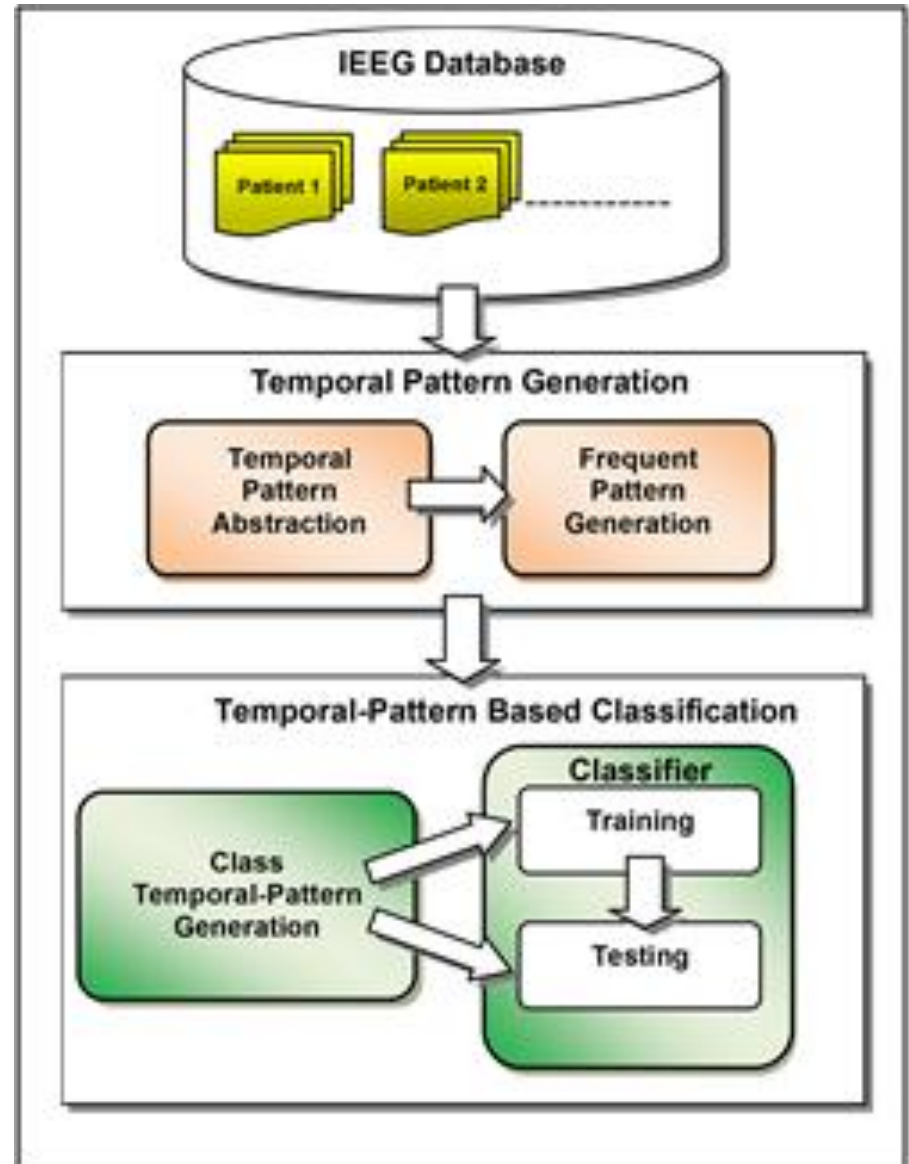 IEEG Database
Patient 1
Patient 2
Temporal Pattern Generation
Temporal
Pattern
Abstraction
Frequent
Pattern
Generation
Temporal-Pattern Based Classification
Class
Temporal-Pattern
Generation
Classifier
Training
Testing